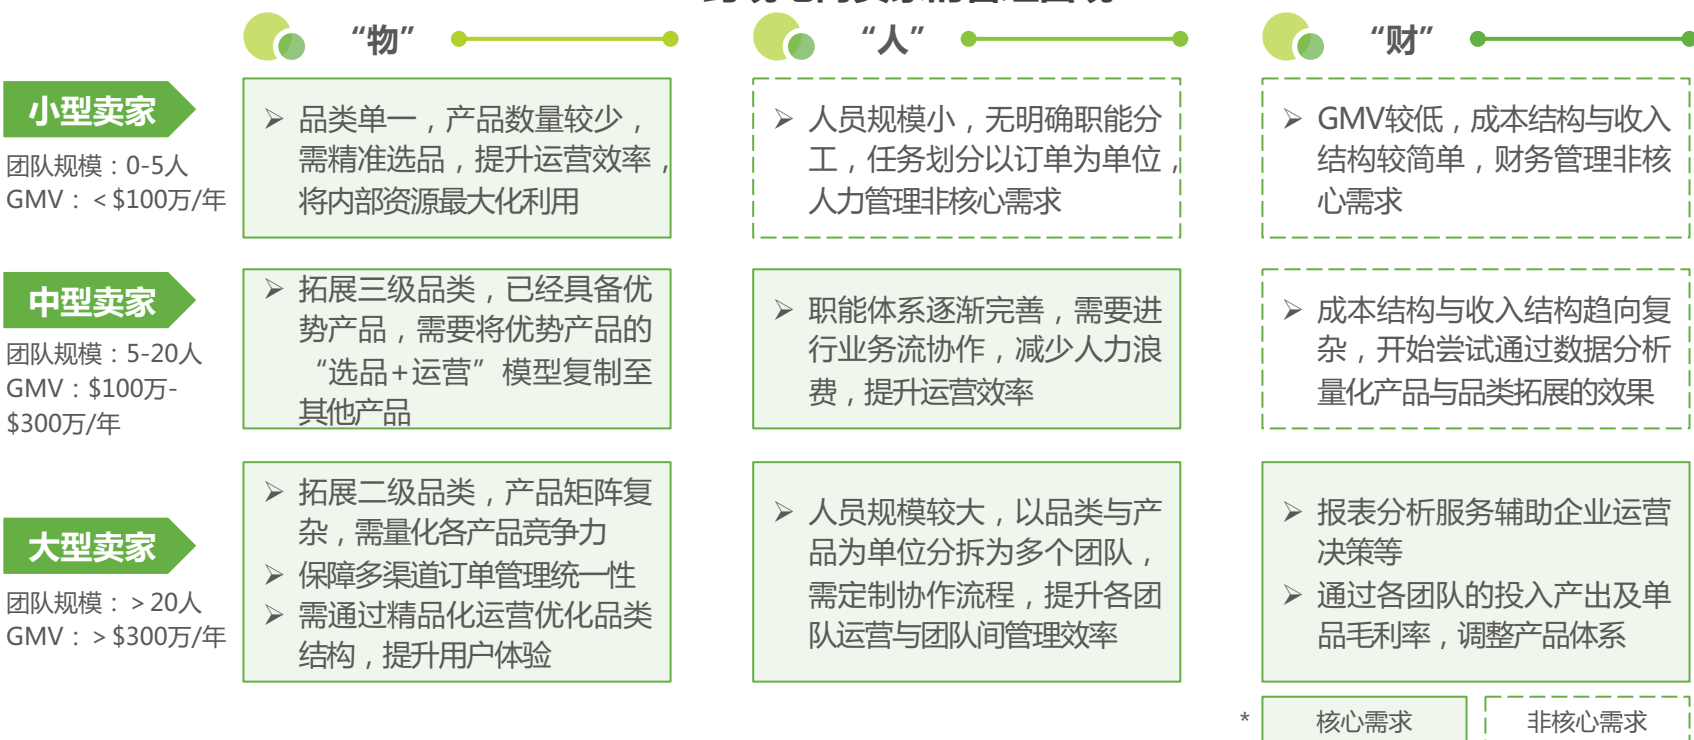 “物”
“人”
“财”
小型卖家
团队规模：0-5人
GMV：＜$100万/年
➢ 品类单一，产品数量较少，
需精准选品，提升运营效率，
将内部资源最大化利用
➢ 人员规模小，无明确职能分
工，任务划分以订单为单位，
人力管理非核心需求
➢ GMV较低，成本结构与收入
结构较简单，财务管理非核
心需求
中型卖家
团队规模：5-20人
GMV：$100万-
$300万/年
➢ 拓展三级品类，已经具备优
势产品，需要将优势产品的
“选品+运营”模型复制至
其他产品
➢ 职能体系逐渐完善，需要进
行业务流协作，减少人力浪
费，提升运营效率
➢ 成本结构与收入结构趋向复
杂，开始尝试通过数据分析
量化产品与品类拓展的效果
大型卖家
团队规模：＞20人
GMV：＞$300万/年
➢ 拓展二级品类，产品矩阵复
杂，需量化各产品竞争力
➢ 保障多渠道订单管理统一性
➢ 需通过精品化运营优化品类
结构，提升用户体验
➢ 人员规模较大，以品类与产
品为单位分拆为多个团队，
需定制协作流程，提升各团
队运营与团队间管理效率
➢ 报表分析服务辅助企业运营
决策等
➢ 通过各团队的投入产出及单
品毛利率，调整产品体系
* 核心需求
非核心需求